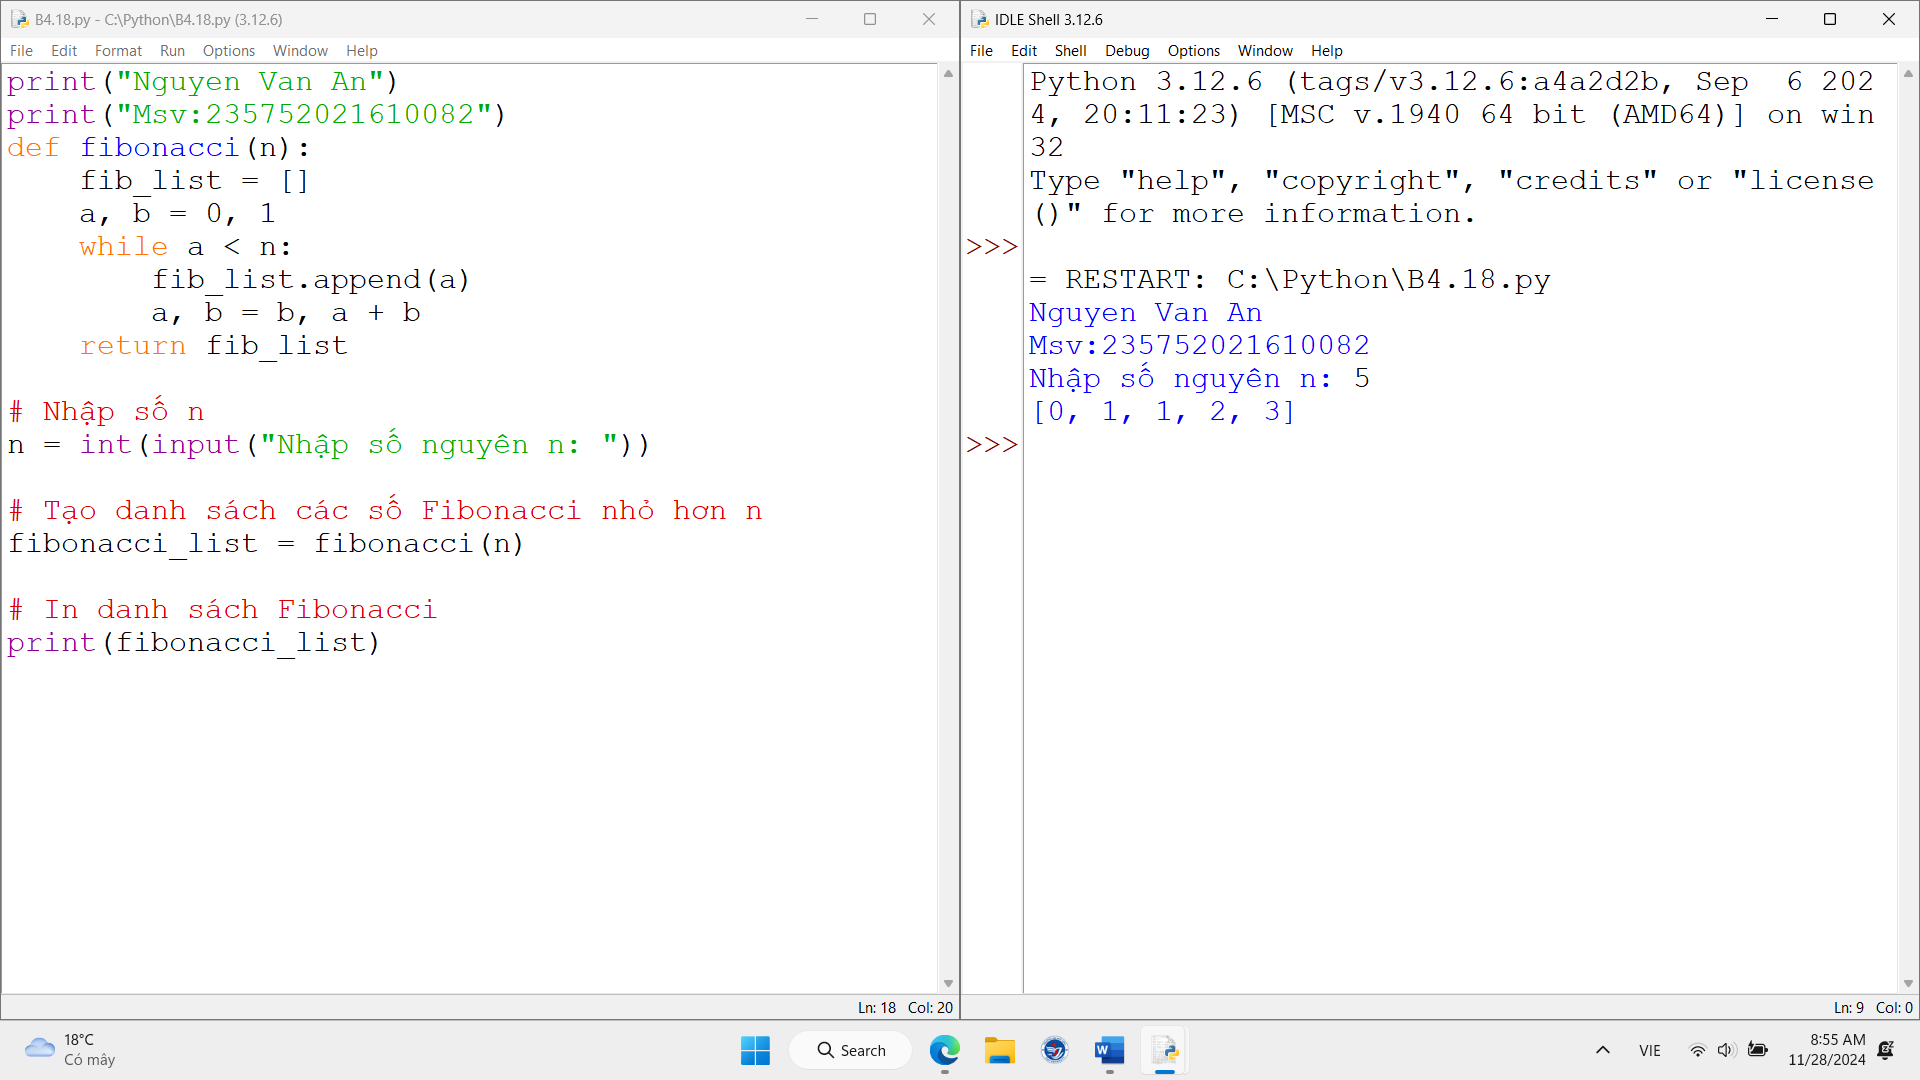 B4.18.py - C:\Python\B4.18.py (3.12.6)
File Edit Format Run Options Window Help
print("Nguyen Van An")
print("Msv:235752021610082")
def fibonacci(n):
    fib_list = []
    a, b = 0, 1
    while a < n:
        fib_list.append(a)
        a, b = b, a + b
    return fib_list

# Nhập số n
n = int(input("Nhập số nguyên n: "))

# Tạo danh sách các số Fibonacci nhỏ hơn n
fibonacci_list = fibonacci(n)

# In danh sách Fibonacci
print(fibonacci_list)
Ln: 18 Col: 20
IDLE Shell 3.12.6
File Edit Shell Debug Options Window Help
Python 3.12.6 (tags/v3.12.6:a4a2d2b, Sep  6 202
4, 20:11:23) [MSC v.1940 64 bit (AMD64)] on win
32
Type "help", "copyright", "credits" or "license
()" for more information.
>>>
= RESTART: C:\Python\B4.18.py
Nguyen Van An
Msv:235752021610082
Nhập số nguyên n: 5
[0, 1, 1, 2, 3]
>>>
Ln: 9 Col: 0
18°C
Có mây
Search
W
VIE
8:55 AM
11/28/2024